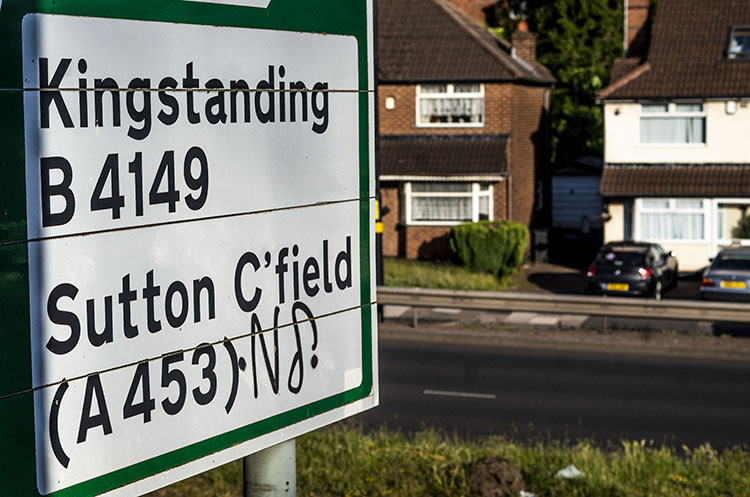 Kingstanding
B 4149
Sutton C'field
(A 453)